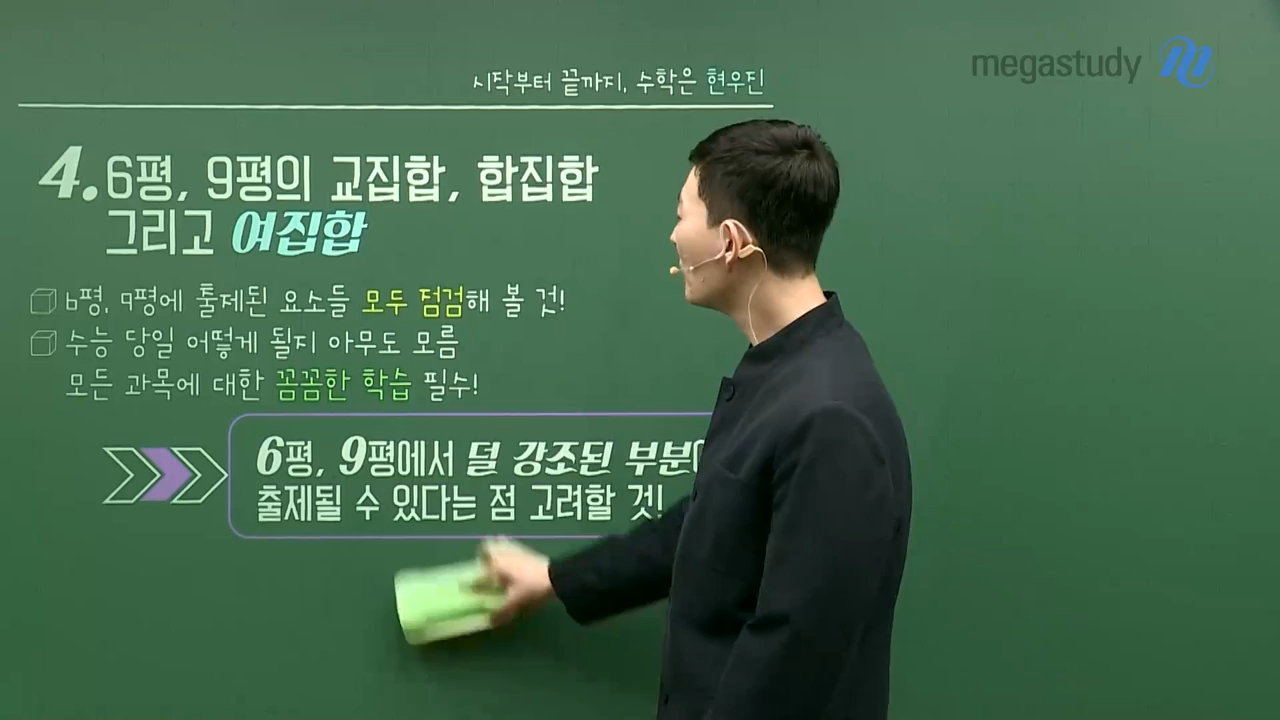 megastudy
시작부터 끝까지, 수학은 현우진
4. 6평, 9평의 교집합, 합집합
그리고 여집합
6평, 9평에 출제된 요소들 모두 점검해 볼 것!
수능 당일 어떻게 될지 아무도 모름
모든 과목에 대한 꼼꼼한 학습 필수!
6평, 9평에서 덜 강조된 부분
출제될 수 있다는 점 고려할 것!